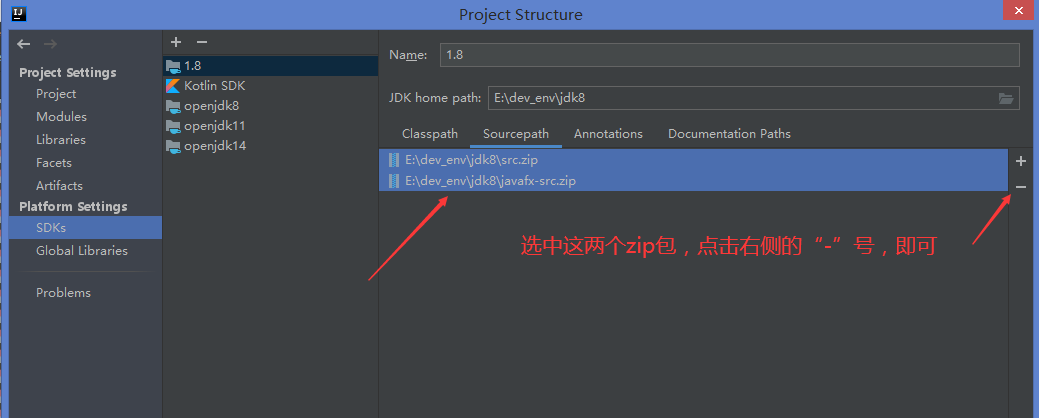 Project Structure
Project Settings
Project
Modules
Libraries
Facets
Artifacts
Platform Settings
SDKs
Global Libraries
Problems
1.8
Kotlin SDK
openjdk8
openjdk11
openjdk14
Name: 1.8
JDK home path: E:\dev_env\jdk8
Classpath Sourcepath Annotations Documentation Paths
E:\dev_env\jdk8\src.zip
E:\dev_env\jdk8\javafx-src.zip
选中这两个zip包，点击右侧的“-”号，即可